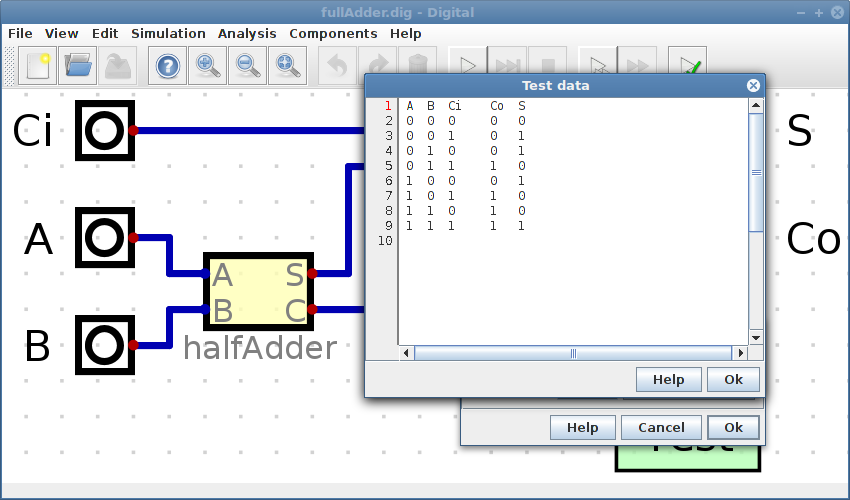 fullAdder.dig - Digital
File View Edit Simulation Analysis Components Help
Test data
1 A B Ci Co S
2 0 0 0 0 0
3 0 0 1 0 1
4 0 1 0 0 1
5 0 1 1 1 0
6 1 0 0 0 1
7 1 0 1 1 0
8 1 1 0 1 0
9 1 1 1 1 1
10
Help Ok
Help Cancel Ok
Ci
A
B
A S
B C
halfAdder
S
Co
Test